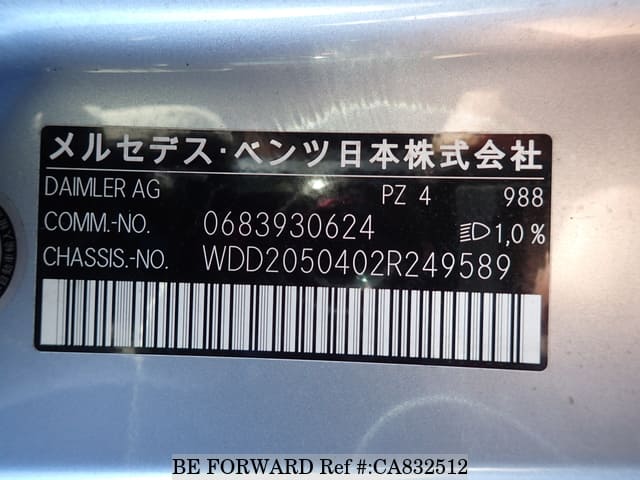 メルセデス・ベンツ日本株式会社
DAIMLER AG PZ 4 988
COMM.-NO. 0683930624 1,0 %
CHASSIS.-NO. WDD2050402R249589
BE FORWARD Ref #:CA832512